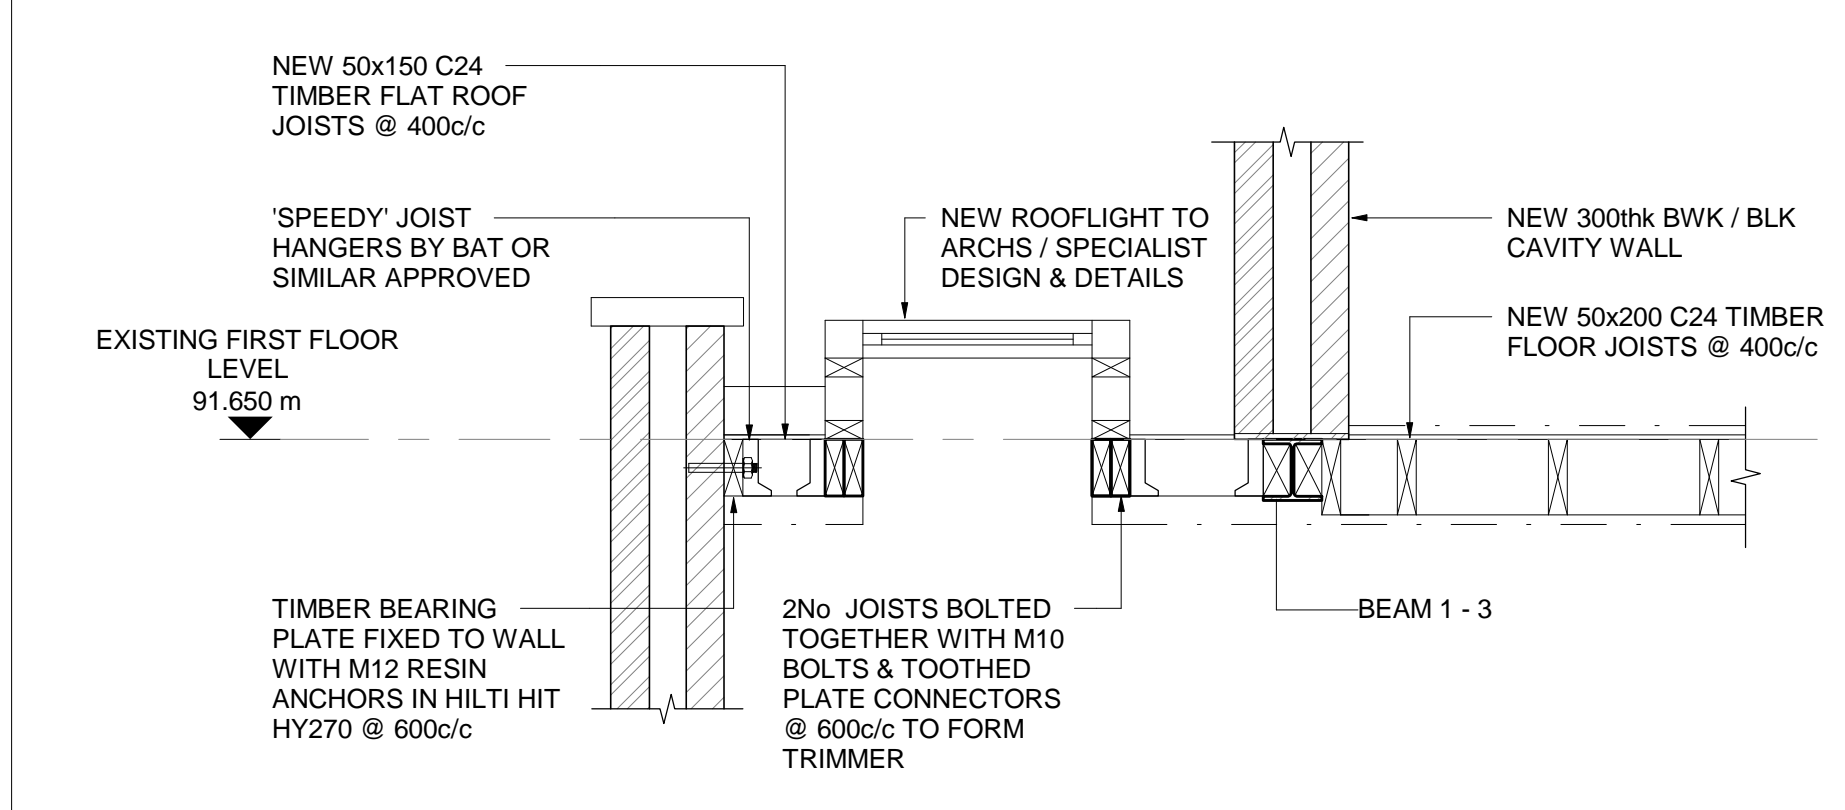 NEW 50x150 C24
TIMBER FLAT ROOF
JOISTS @ 400c/c
'SPEEDY' JOIST
HANGERS BY BAT OR
SIMILAR APPROVED
NEW ROOFLIGHT TO
ARCHS / SPECIALIST
DESIGN & DETAILS
NEW 300thk BWK / BLK
CAVITY WALL
NEW 50x200 C24 TIMBER
FLOOR JOISTS @ 400c/c
EXISTING FIRST FLOOR
LEVEL
91.650 m
TIMBER BEARING
PLATE FIXED TO WALL
WITH M12 RESIN
ANCHORS IN HILTI HIT
HY270 @ 600c/c
2No JOISTS BOLTED
TOGETHER WITH M10
BOLTS & TOOTHED
PLATE CONNECTORS
@ 600c/c TO FORM
TRIMMER
BEAM 1 - 3